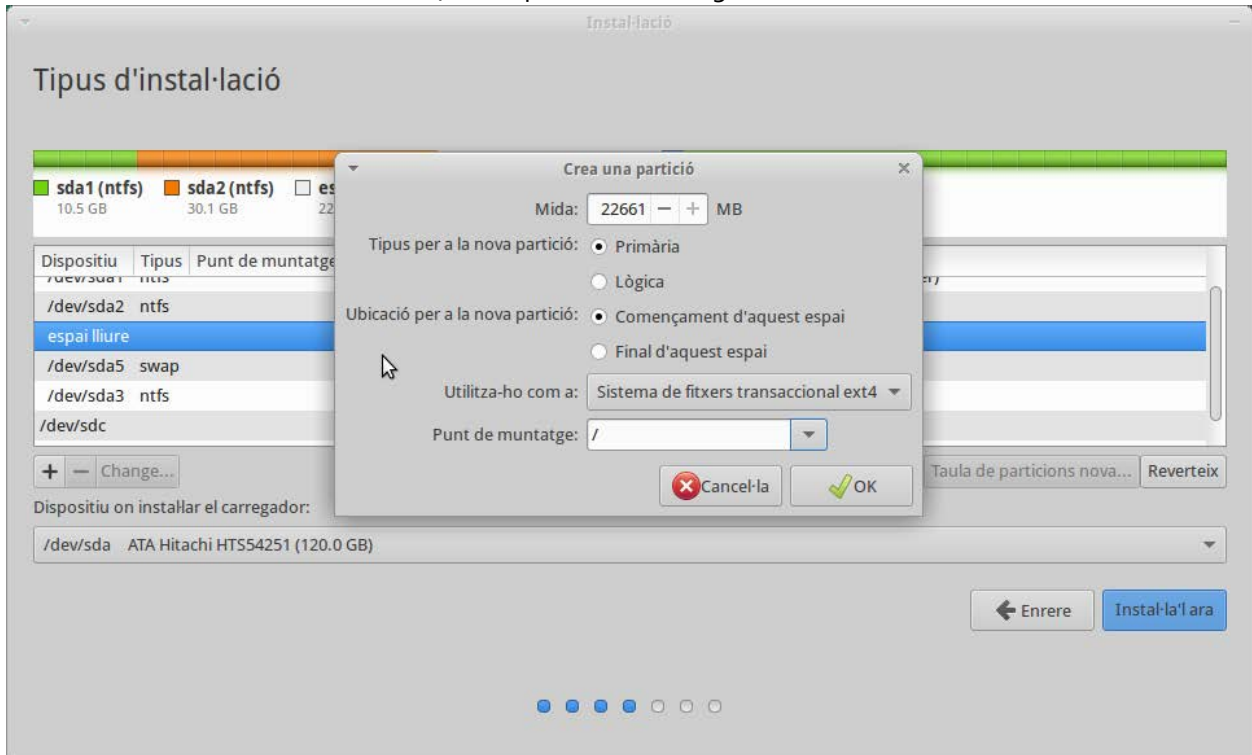 Instal·lació
Tipus d'instal·lació
sda1 (ntfs) sda2 (ntfs) es
10.5 GB 30.1 GB 22
Crea una partició
Mida: 22661 MB
Tipus per a la nova partició: Primària
Lògica
Ubicació per a la nova partició: Començament d'aquest espai
Final d'aquest espai
Utilitza-ho com a: Sistema de fitxers transaccional ext4
Punt de muntatge: /
Cancel·la OK
Dispositiu Tipus Punt de muntatge
/dev/sda1 ntfs
/dev/sda2 ntfs
espai lliure
/dev/sda5 swap
/dev/sda3 ntfs
/dev/sdc
+ − Change... Taula de particions nova... Reverteix
Dispositiu on instal·lar el carregador:
/dev/sda ATA Hitachi HTS54251 (120.0 GB)
Enrere Instal·la'l ara